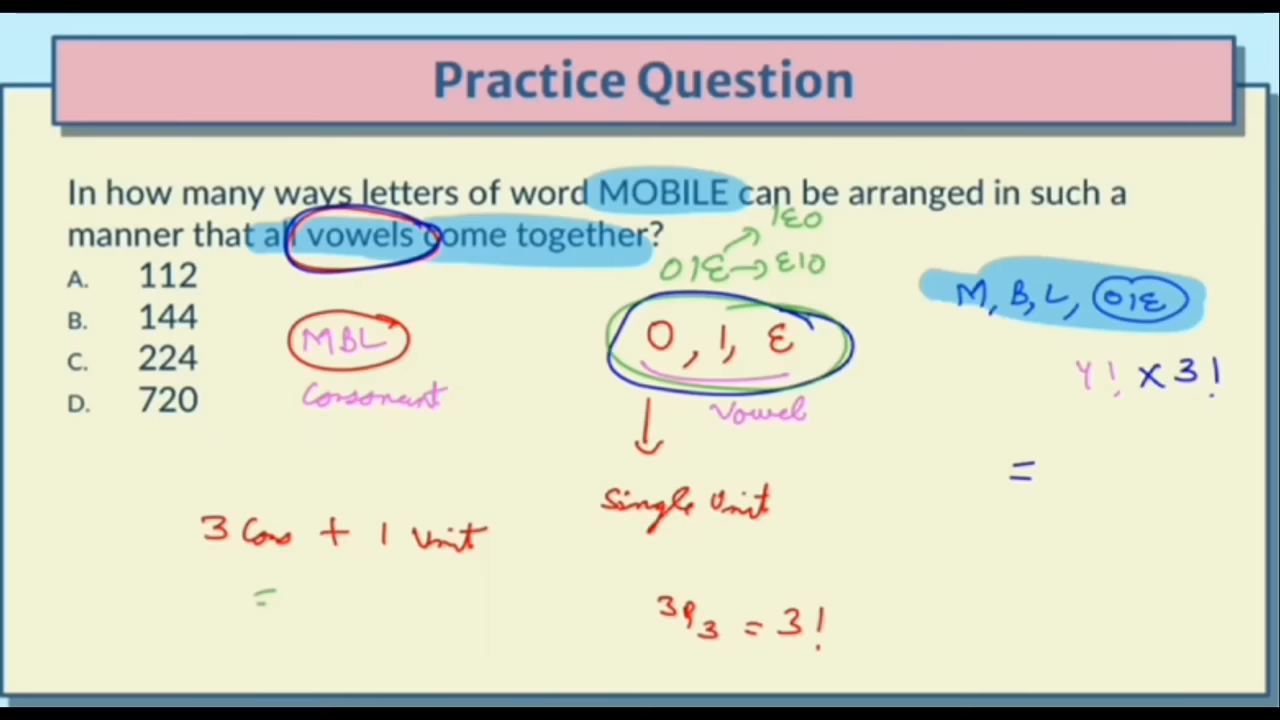 Practice Question
In how many ways letters of word MOBILE can be arranged in such a
manner that all vowels come together?
A. 112
B. 144
C. 224
D. 720
IEO
OIE → EIO
M, B, L, OIE
MBL
O, I, E
Consonant
Vowel
4! × 3!
=
Single Unit
3 Cons + 1 Unit
=
³P₃ = 3!